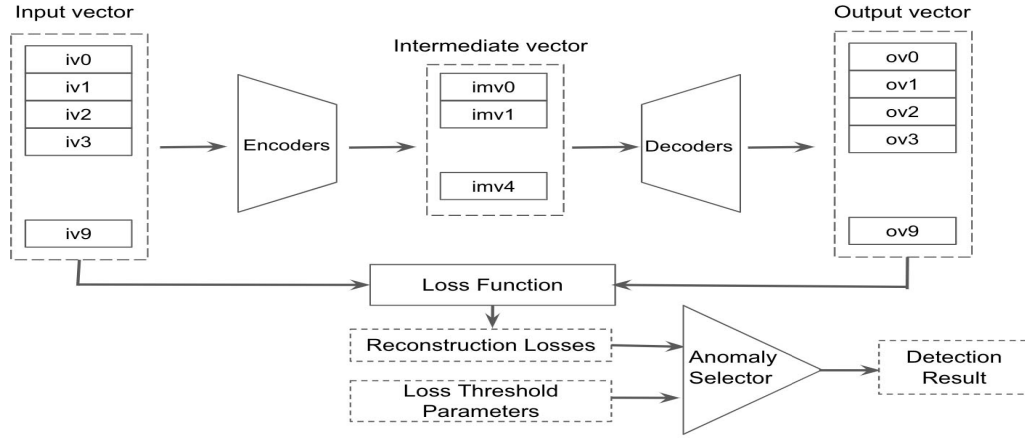 Input vector
iv0
iv1
iv2
iv3
iv9
Encoders
Intermediate vector
imv0
imv1
imv4
Decoders
Output vector
ov0
ov1
ov2
ov3
ov9
Loss Function
Reconstruction Losses
Loss Threshold
Parameters
Anomaly
Selector
Detection
Result